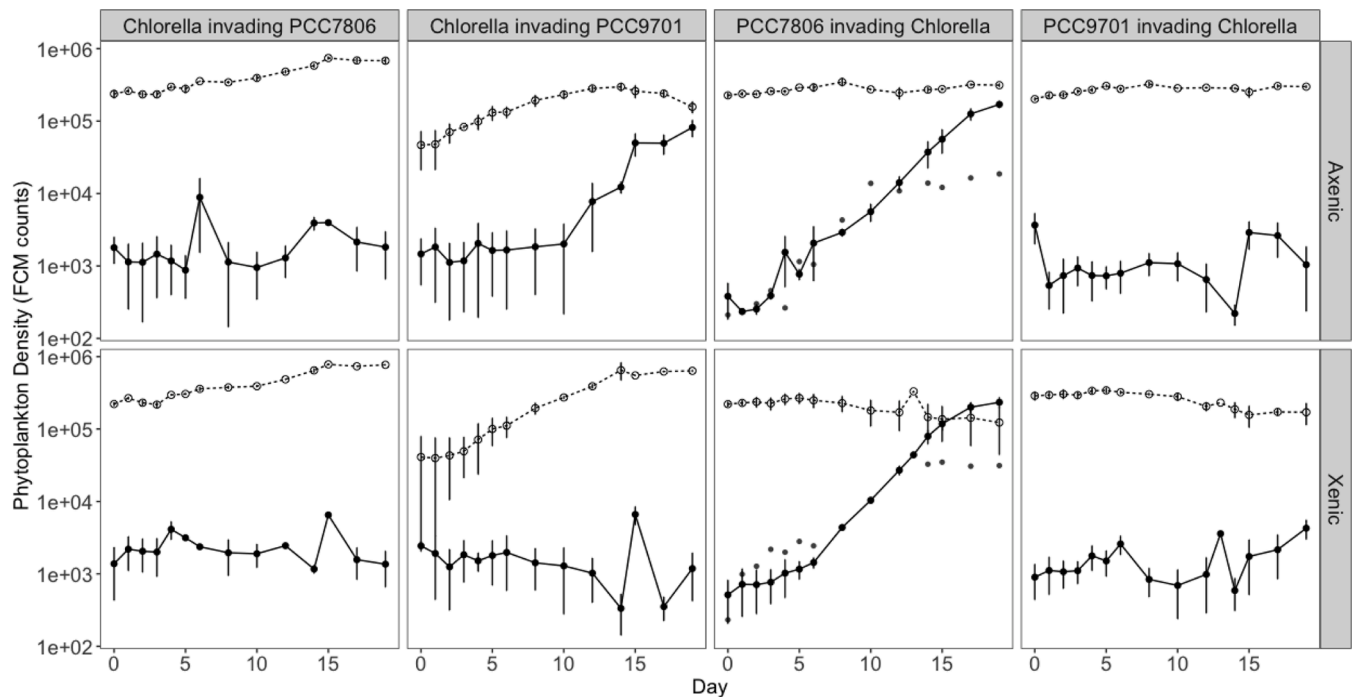 Chlorella invading PCC7806 Chlorella invading PCC9701 PCC7806 invading Chlorella PCC9701 invading Chlorella
Phytoplankton Density (FCM counts)
1e+06
1e+05
1e+04
1e+03
1e+02
Axenic
1e+06
1e+05
1e+04
1e+03
1e+02
Xenic
0 5 10 15 0 5 10 15 0 5 10 15 0 5 10 15
Day